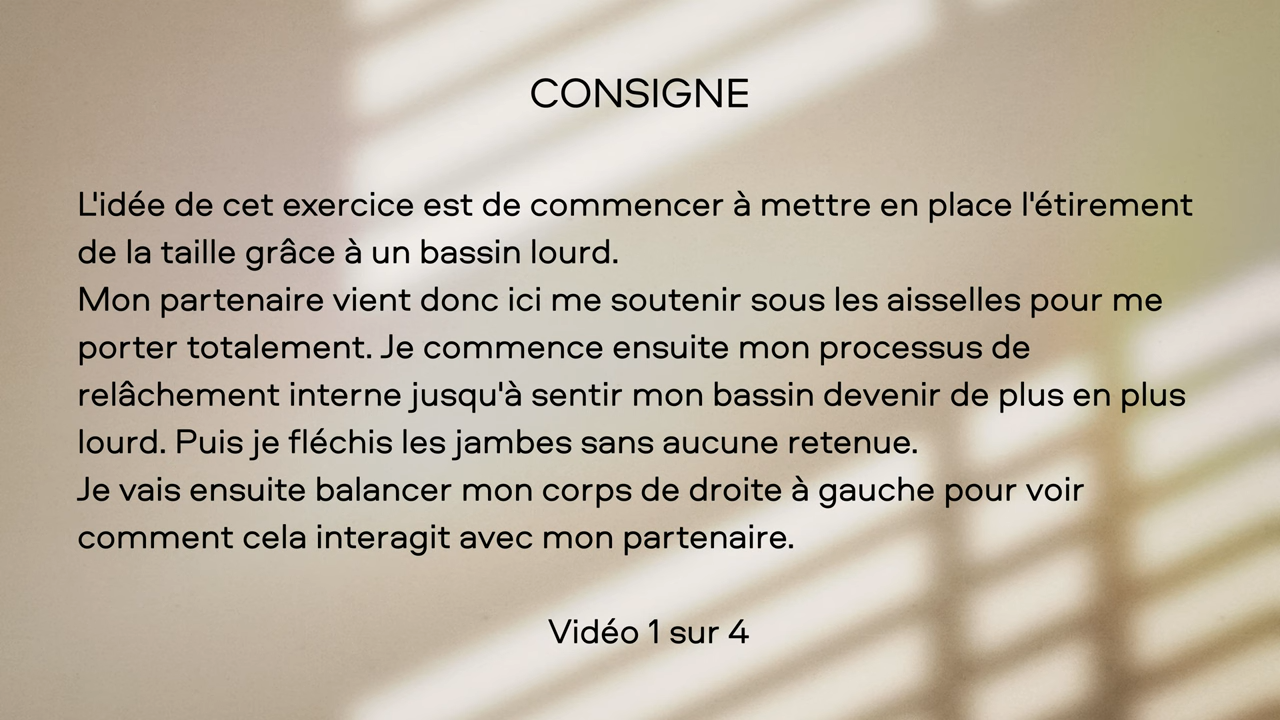 CONSIGNE
L'idée de cet exercice est de commencer à mettre en place l'étirement
de la taille grâce à un bassin lourd.
Mon partenaire vient donc ici me soutenir sous les aisselles pour me
porter totalement. Je commence ensuite mon processus de
relâchement interne jusqu'à sentir mon bassin devenir de plus en plus
lourd. Puis je fléchis les jambes sans aucune retenue.
Je vais ensuite balancer mon corps de droite à gauche pour voir
comment cela interagit avec mon partenaire.
Vidéo 1 sur 4